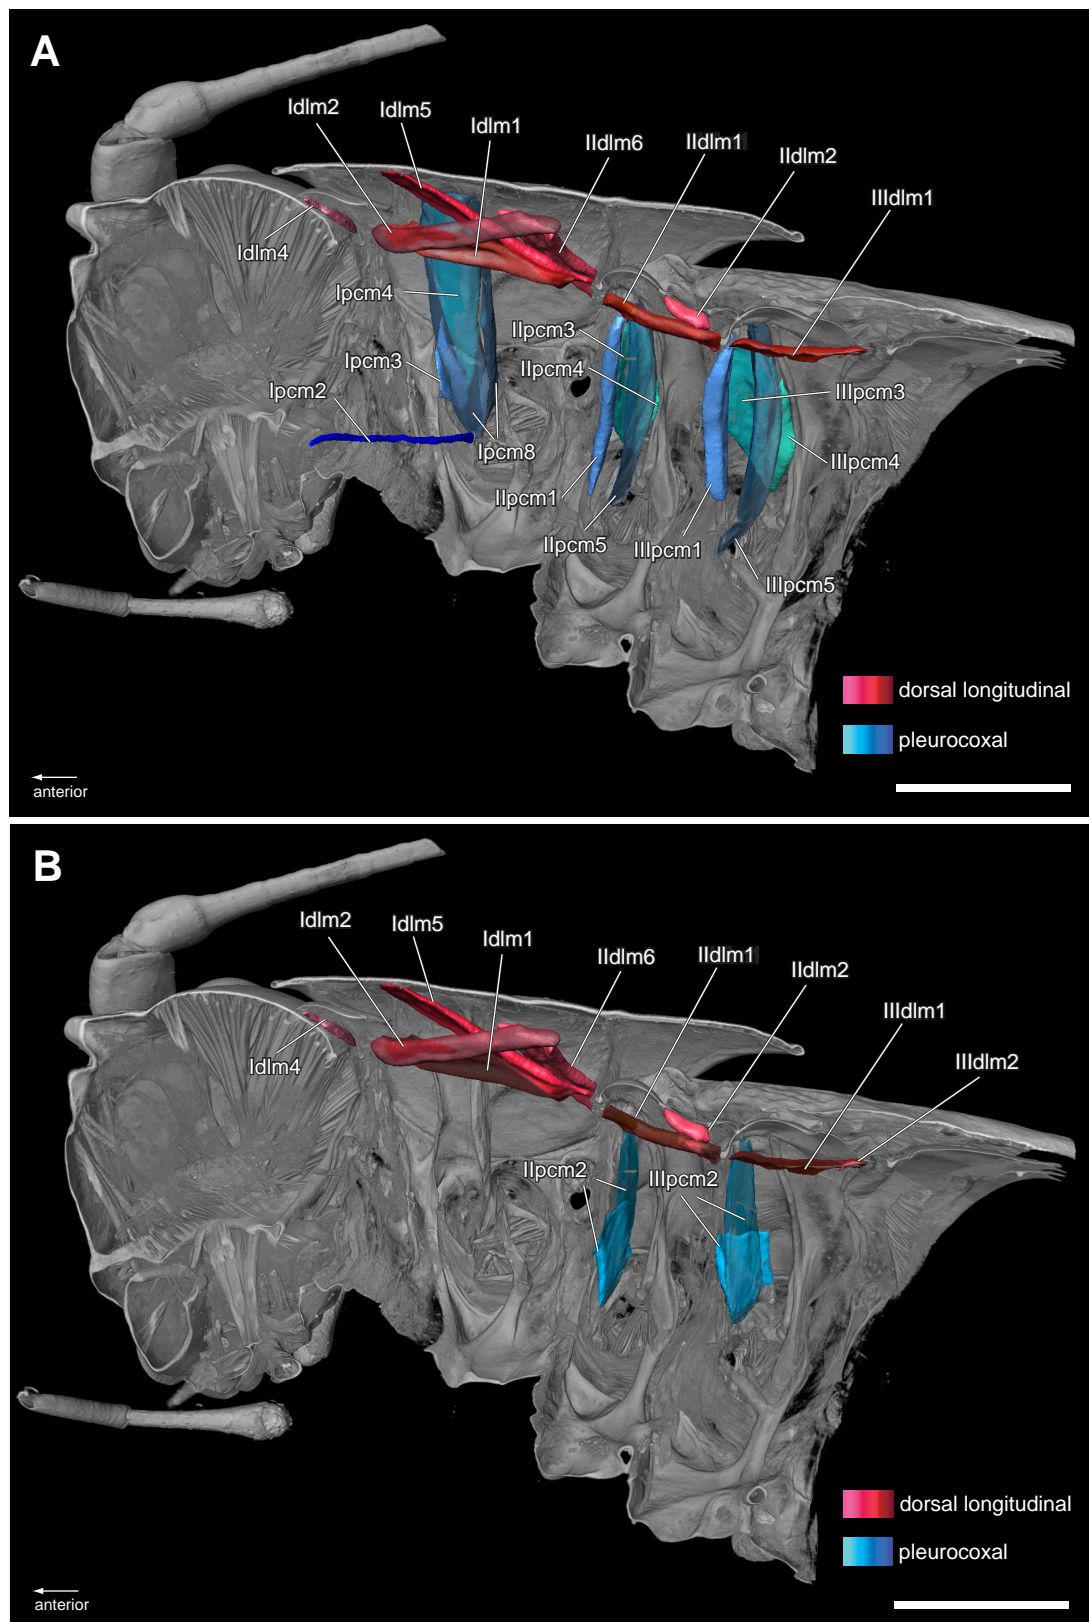 A
Idlm2
Idlm5
Idlm1
IIdlm6
IIdlm1
IIdlm2
IIIdlm1
Idlm4
Ipcm4
Ipcm3
Ipcm2
Ipcm8
IIpcm3
IIpcm4
IIpcm1
IIpcm5
IIIpcm1
IIIpcm3
IIIpcm4
IIIpcm5
dorsal longitudinal
pleurocoxal
anterior
B
Idlm2
Idlm5
Idlm1
IIdlm6
IIdlm1
IIdlm2
IIIdlm1
IIIdlm2
Idlm4
IIpcm2
IIIpcm2
dorsal longitudinal
pleurocoxal
anterior